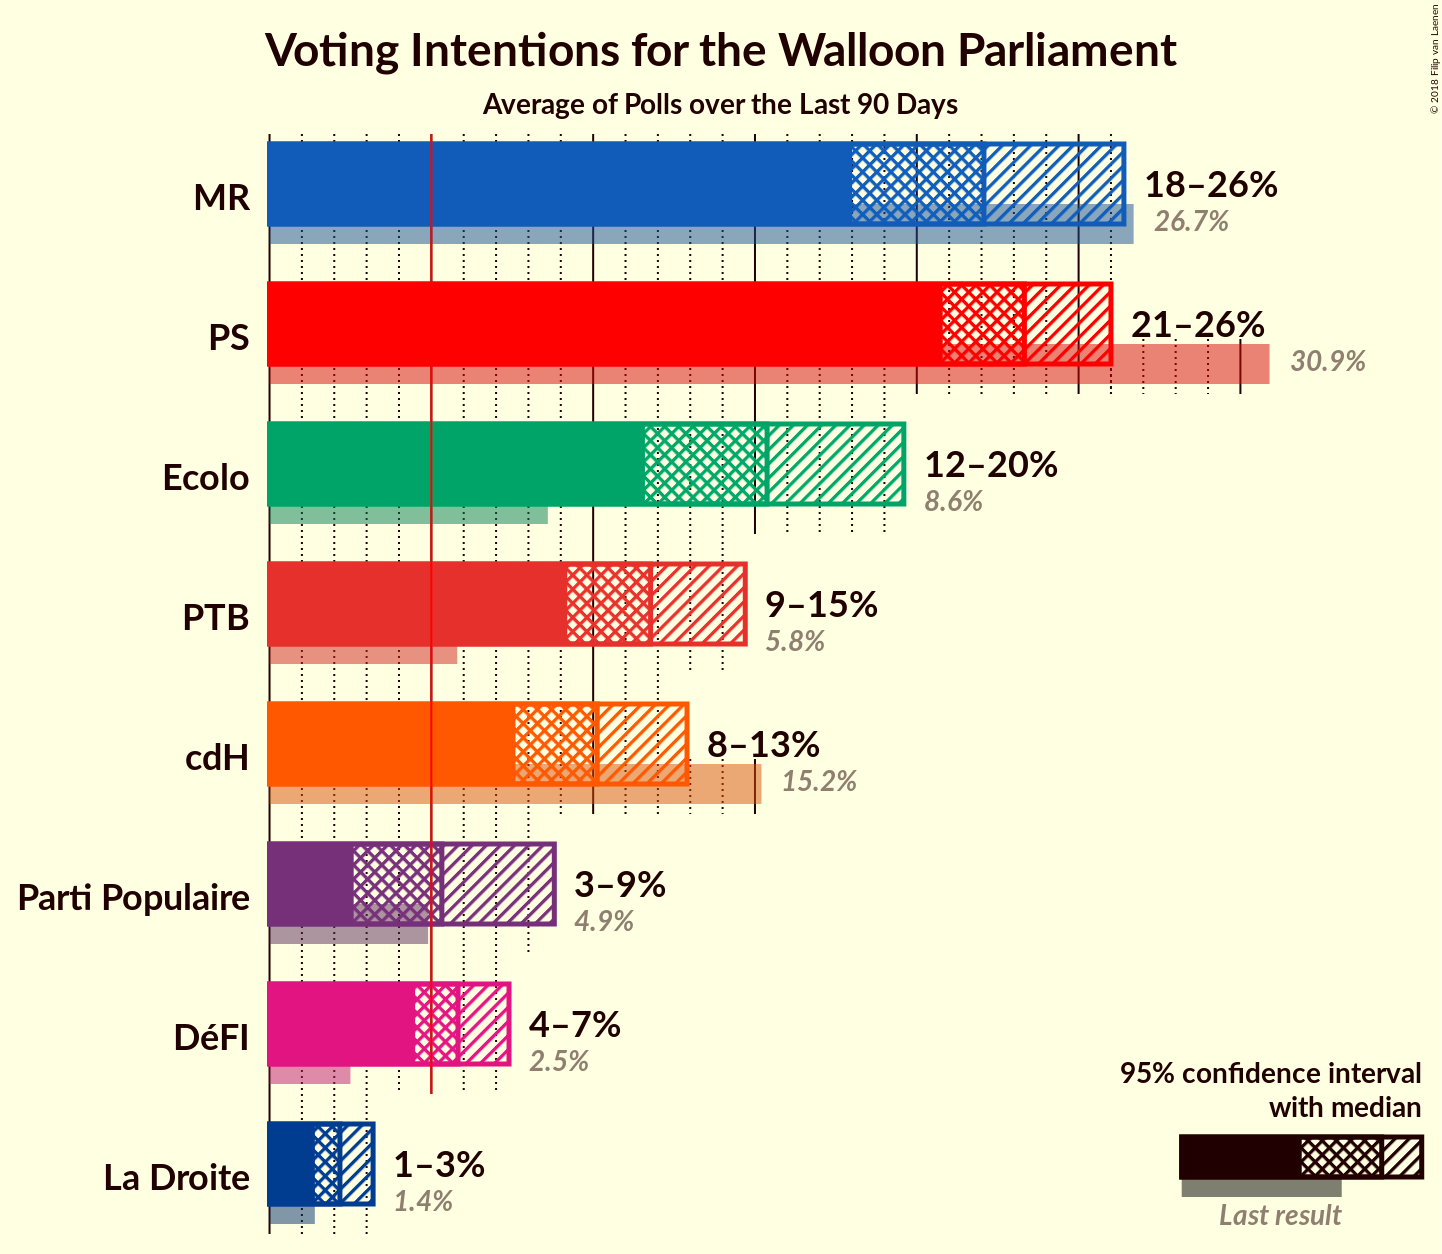 Voting Intentions for the Walloon Parliament
Average of Polls over the Last 90 Days
© 2018 Filip van Laenen
MR
18–26%
26.7%
PS
21–26%
30.9%
Ecolo
12–20%
8.6%
PTB
9–15%
5.8%
cdH
8–13%
15.2%
Parti Populaire
3–9%
4.9%
DéFI
4–7%
2.5%
La Droite
1–3%
1.4%
95% confidence interval
with median
Last result